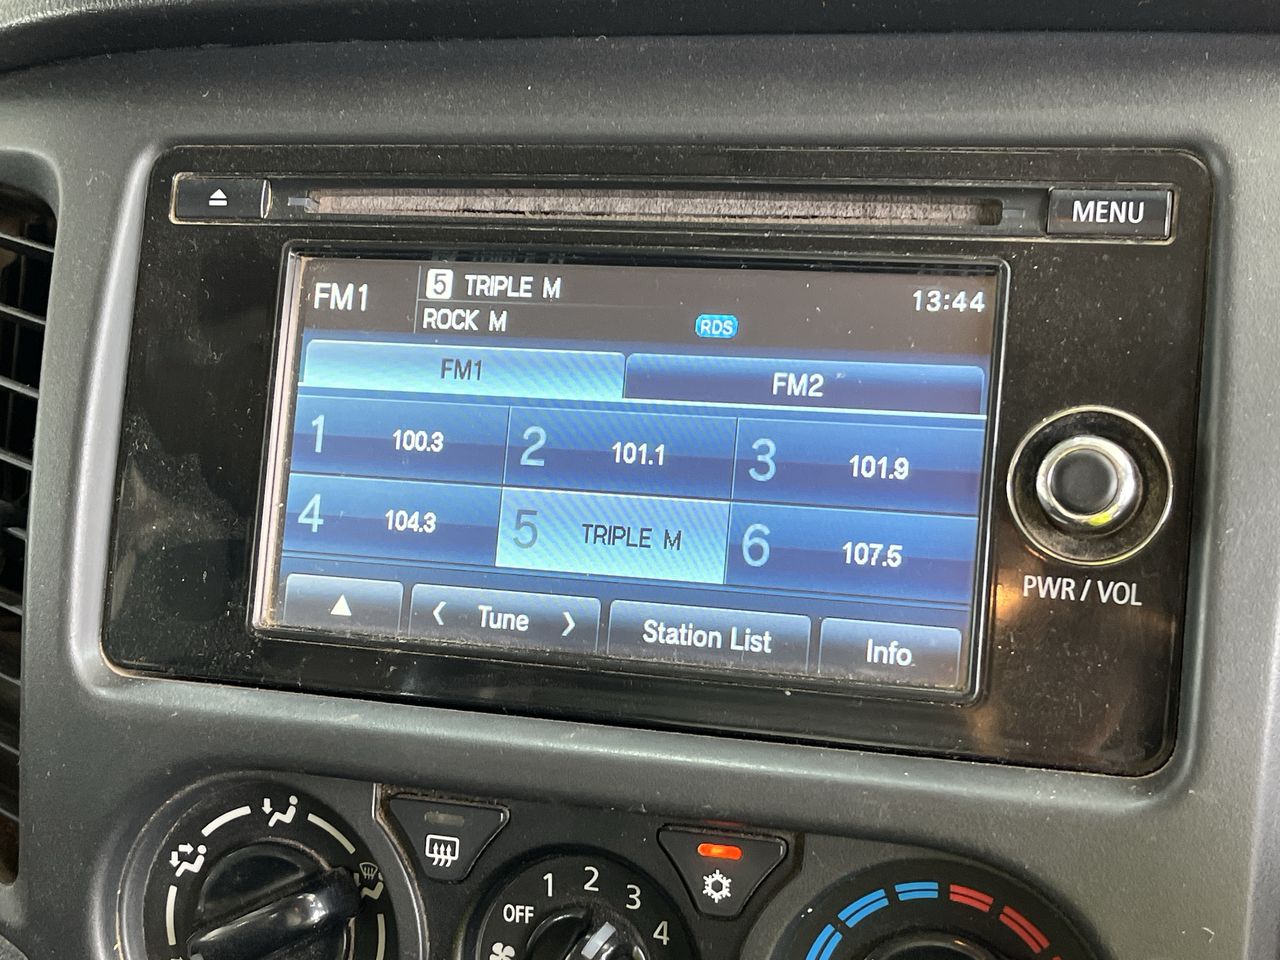 MENU
FM1
5 TRIPLE M
13:44
ROCK M
RDS
FM1
FM2
1 100.3
2 101.1
3 101.9
4 104.3
5 TRIPLE M
6 107.5
Tune
Station List
Info
PWR / VOL
OFF 1 2 3 4